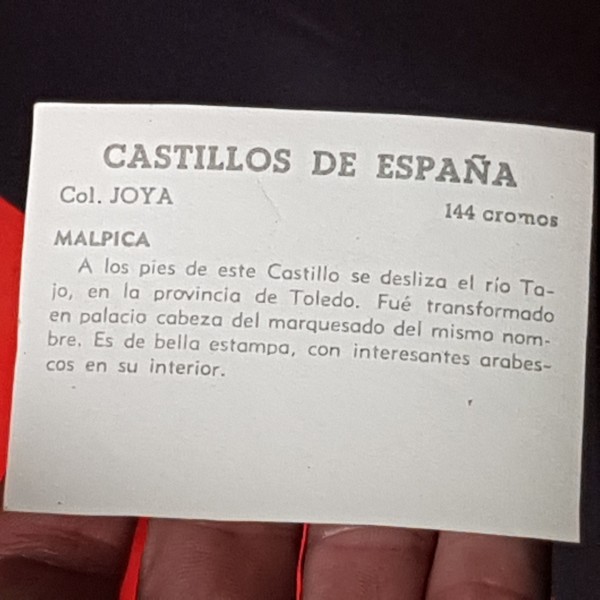 CASTILLOS DE ESPAÑA
Col. JOYA
144 cromos
MALPICA
A los pies de este Castillo se desliza el río Ta-
jo, en la provincia de Toledo. Fué transformado
en palacio cabeza del marquesado del mismo nom-
bre. Es de bella estampa, con interesantes arabes-
cos en su interior.